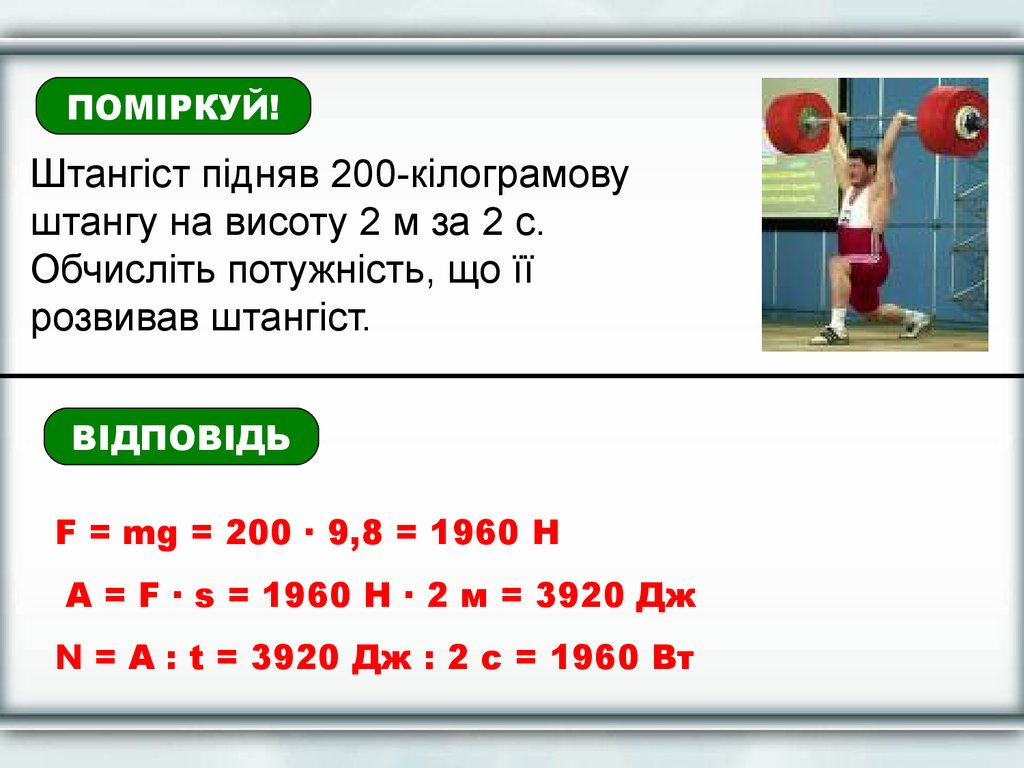 ПОМІРКУЙ!
Штангіст підняв 200-кілограмову
штангу на висоту 2 м за 2 с.
Обчисліть потужність, що її
розвивав штангіст.
ВІДПОВІДЬ
F = mg = 200 · 9,8 = 1960 Н
A = F · s = 1960 Н · 2 м = 3920 Дж
N = A : t = 3920 Дж : 2 с = 1960 Вт